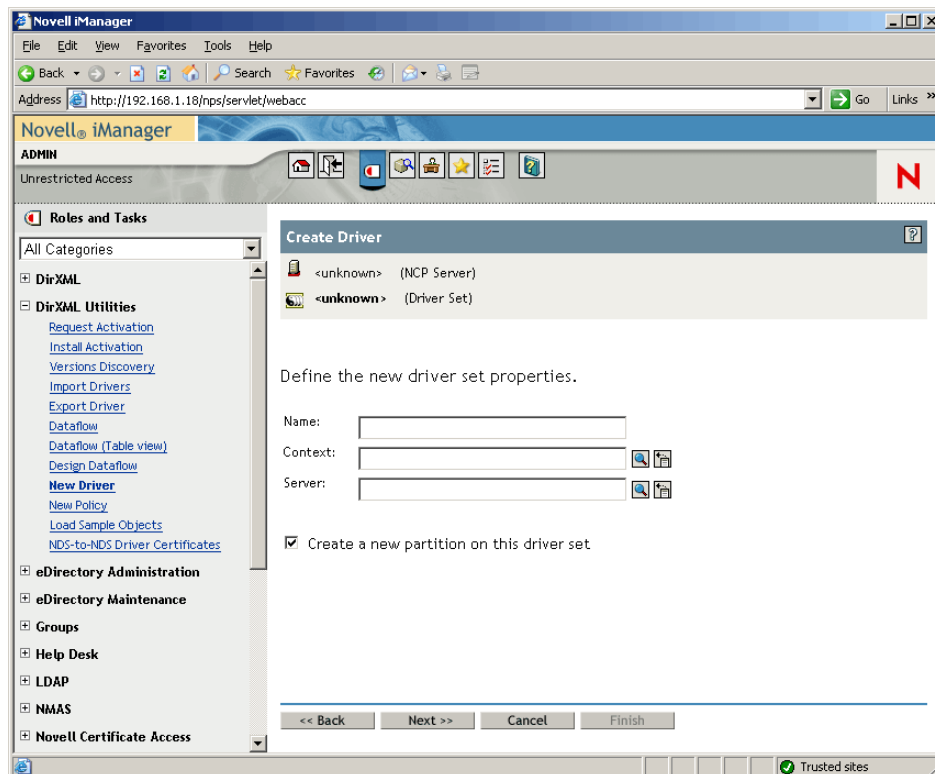 Novell iManager
File Edit View Favorites Tools Help
Back Search Favorites
Address http://192.168.1.18/nps/servlet/webacc Go Links »
Novell® iManager
ADMIN
Unrestricted Access
N
Roles and Tasks
All Categories
DirXML
DirXML Utilities
Request Activation
Install Activation
Versions Discovery
Import Drivers
Export Driver
Dataflow
Dataflow (Table view)
Design Dataflow
New Driver
New Policy
Load Sample Objects
NDS-to-NDS Driver Certificates
eDirectory Administration
eDirectory Maintenance
Groups
Help Desk
LDAP
NMAS
Novell Certificate Access
Create Driver ?
<unknown> (NCP Server)
<unknown> (Driver Set)
Define the new driver set properties.
Name:
Context:
Server:
Create a new partition on this driver set
<< Back Next >> Cancel Finish
Trusted sites